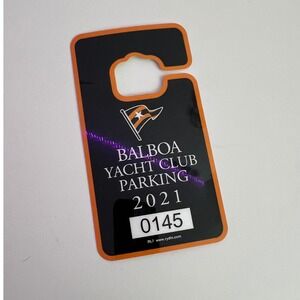 BALBOA
YACHT CLUB
PARKING
2021
0145